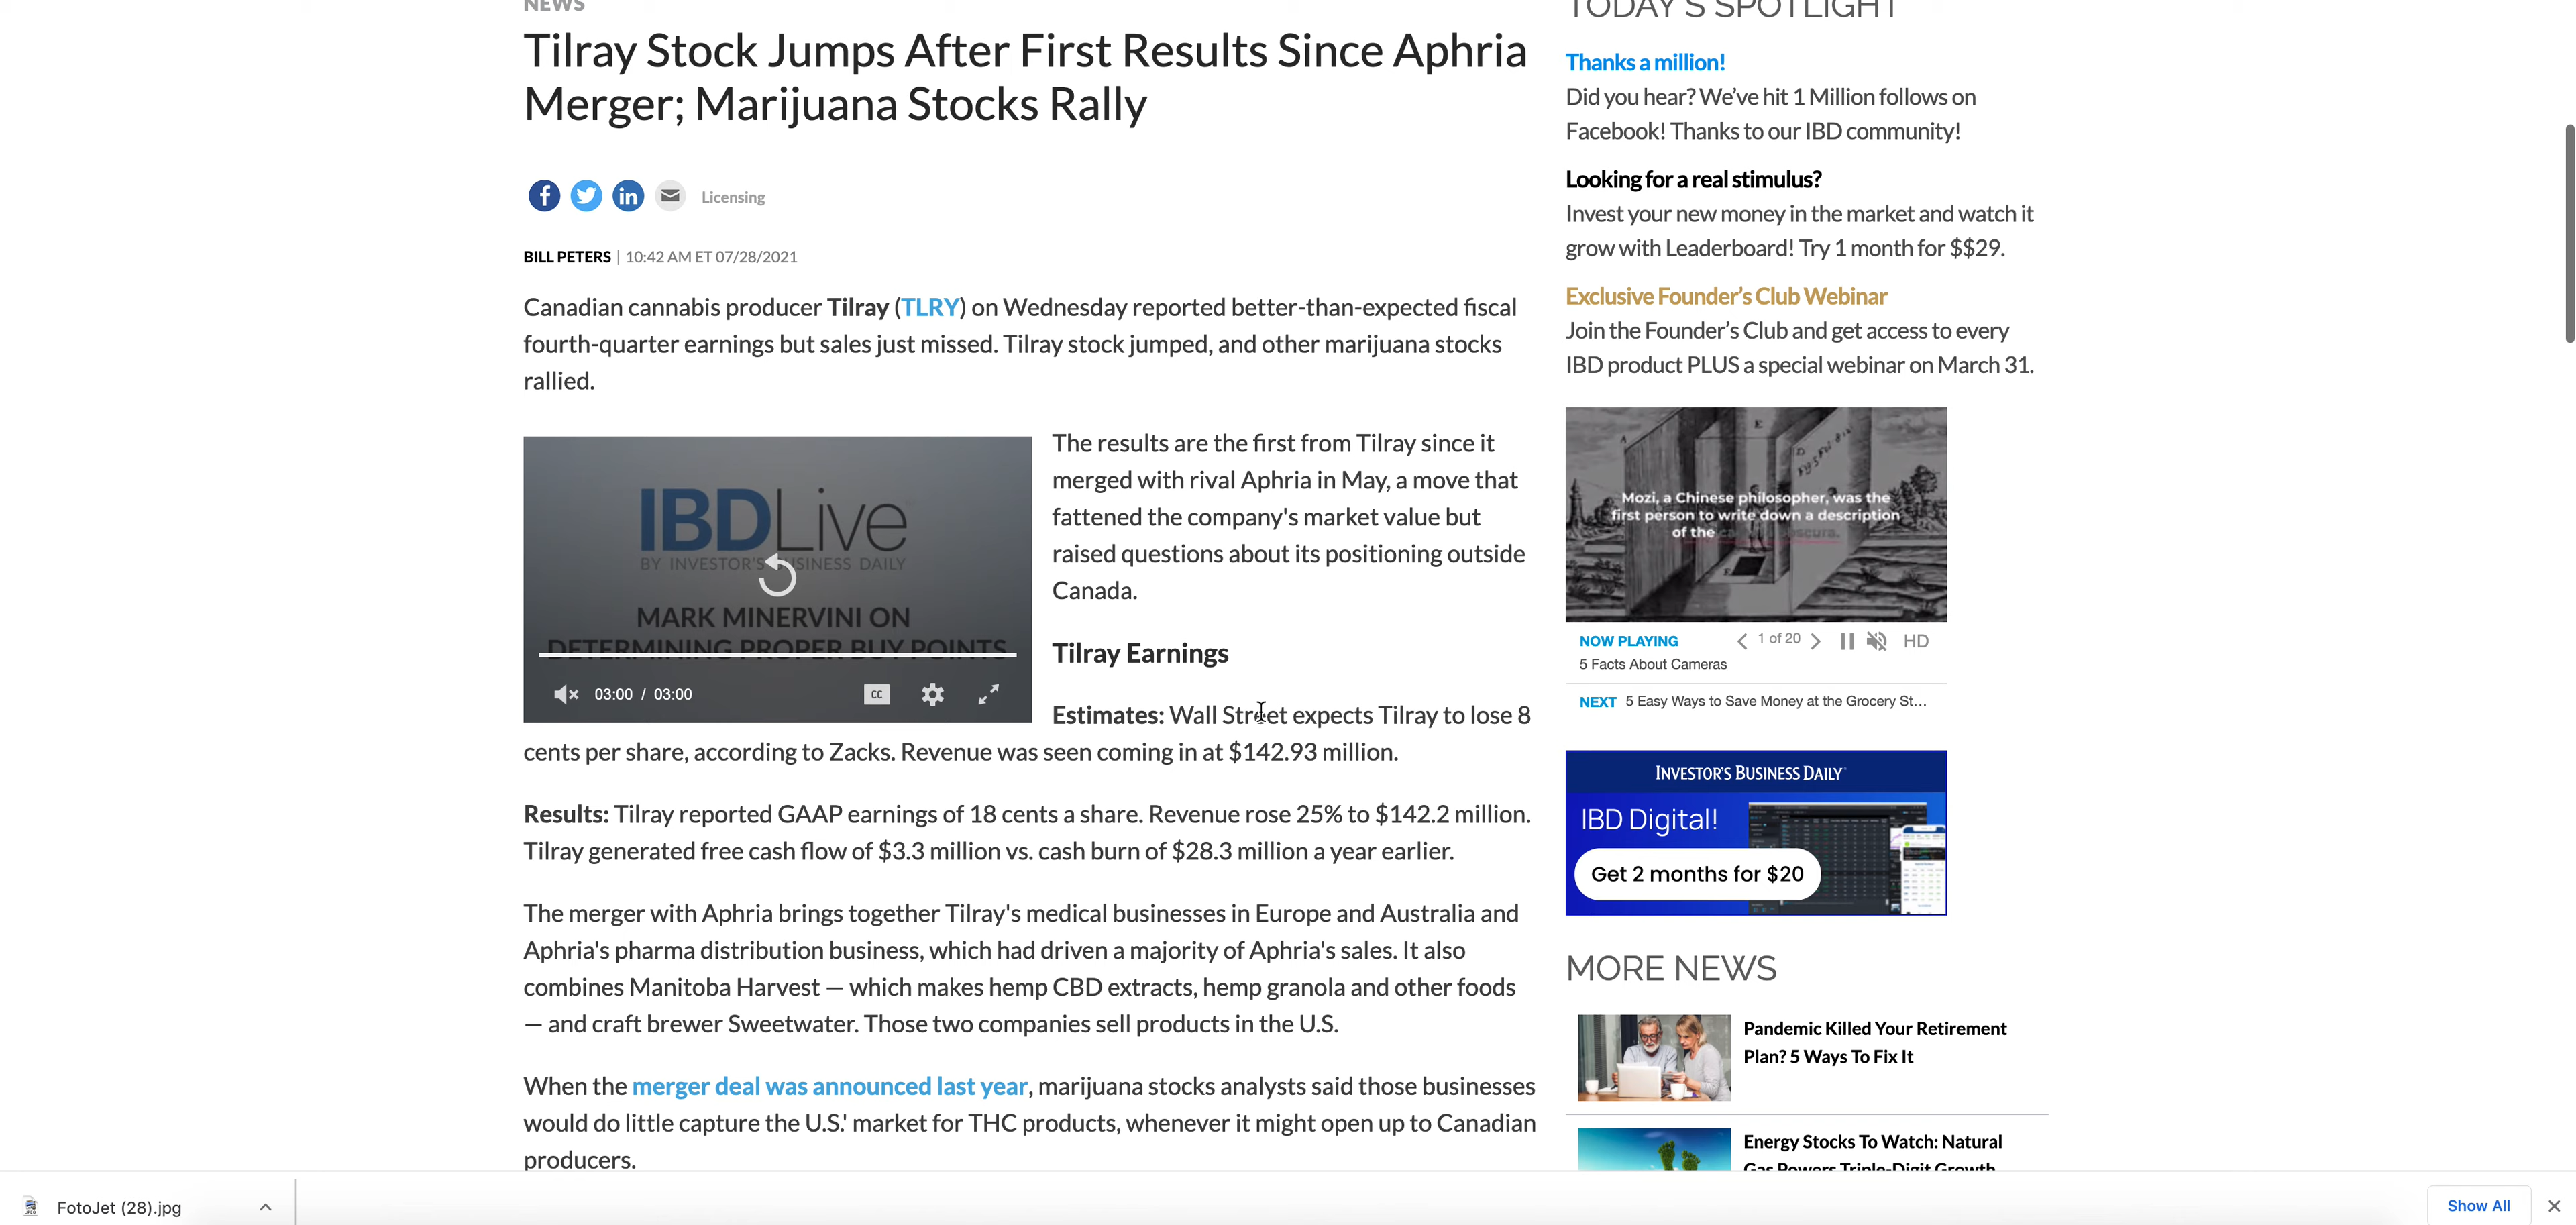 NEWS
Tilray Stock Jumps After First Results Since Aphria
Merger; Marijuana Stocks Rally
Licensing
BILL PETERS | 10:42 AM ET 07/28/2021
Canadian cannabis producer Tilray (TLRY) on Wednesday reported better-than-expected fiscal
fourth-quarter earnings but sales just missed. Tilray stock jumped, and other marijuana stocks
rallied.
IBDLive
BY INVESTOR'S BUSINESS DAILY
MARK MINERVINI ON
DETERMINING PROPER BUY POINTS
03:00 / 03:00
CC
The results are the first from Tilray since it
merged with rival Aphria in May, a move that
fattened the company's market value but
raised questions about its positioning outside
Canada.
Tilray Earnings
Estimates: Wall Street expects Tilray to lose 8
cents per share, according to Zacks. Revenue was seen coming in at $142.93 million.
Results: Tilray reported GAAP earnings of 18 cents a share. Revenue rose 25% to $142.2 million.
Tilray generated free cash flow of $3.3 million vs. cash burn of $28.3 million a year earlier.
The merger with Aphria brings together Tilray's medical businesses in Europe and Australia and
Aphria's pharma distribution business, which had driven a majority of Aphria's sales. It also
combines Manitoba Harvest — which makes hemp CBD extracts, hemp granola and other foods
— and craft brewer Sweetwater. Those two companies sell products in the U.S.
When the merger deal was announced last year, marijuana stocks analysts said those businesses
would do little capture the U.S.' market for THC products, whenever it might open up to Canadian
producers.
TODAY'S SPOTLIGHT
Thanks a million!
Did you hear? We've hit 1 Million follows on
Facebook! Thanks to our IBD community!
Looking for a real stimulus?
Invest your new money in the market and watch it
grow with Leaderboard! Try 1 month for $$29.
Exclusive Founder's Club Webinar
Join the Founder's Club and get access to every
IBD product PLUS a special webinar on March 31.
Mozi, a Chinese philosopher, was the
first person to write down a description
of the camera obscura.
NOW PLAYING
1 of 20
HD
5 Facts About Cameras
NEXT 5 Easy Ways to Save Money at the Grocery St...
INVESTOR'S BUSINESS DAILY
IBD Digital!
Get 2 months for $20
MORE NEWS
Pandemic Killed Your Retirement
Plan? 5 Ways To Fix It
Energy Stocks To Watch: Natural
Gas Powers Triple-Digit Growth
FotoJet (28).jpg
Show All